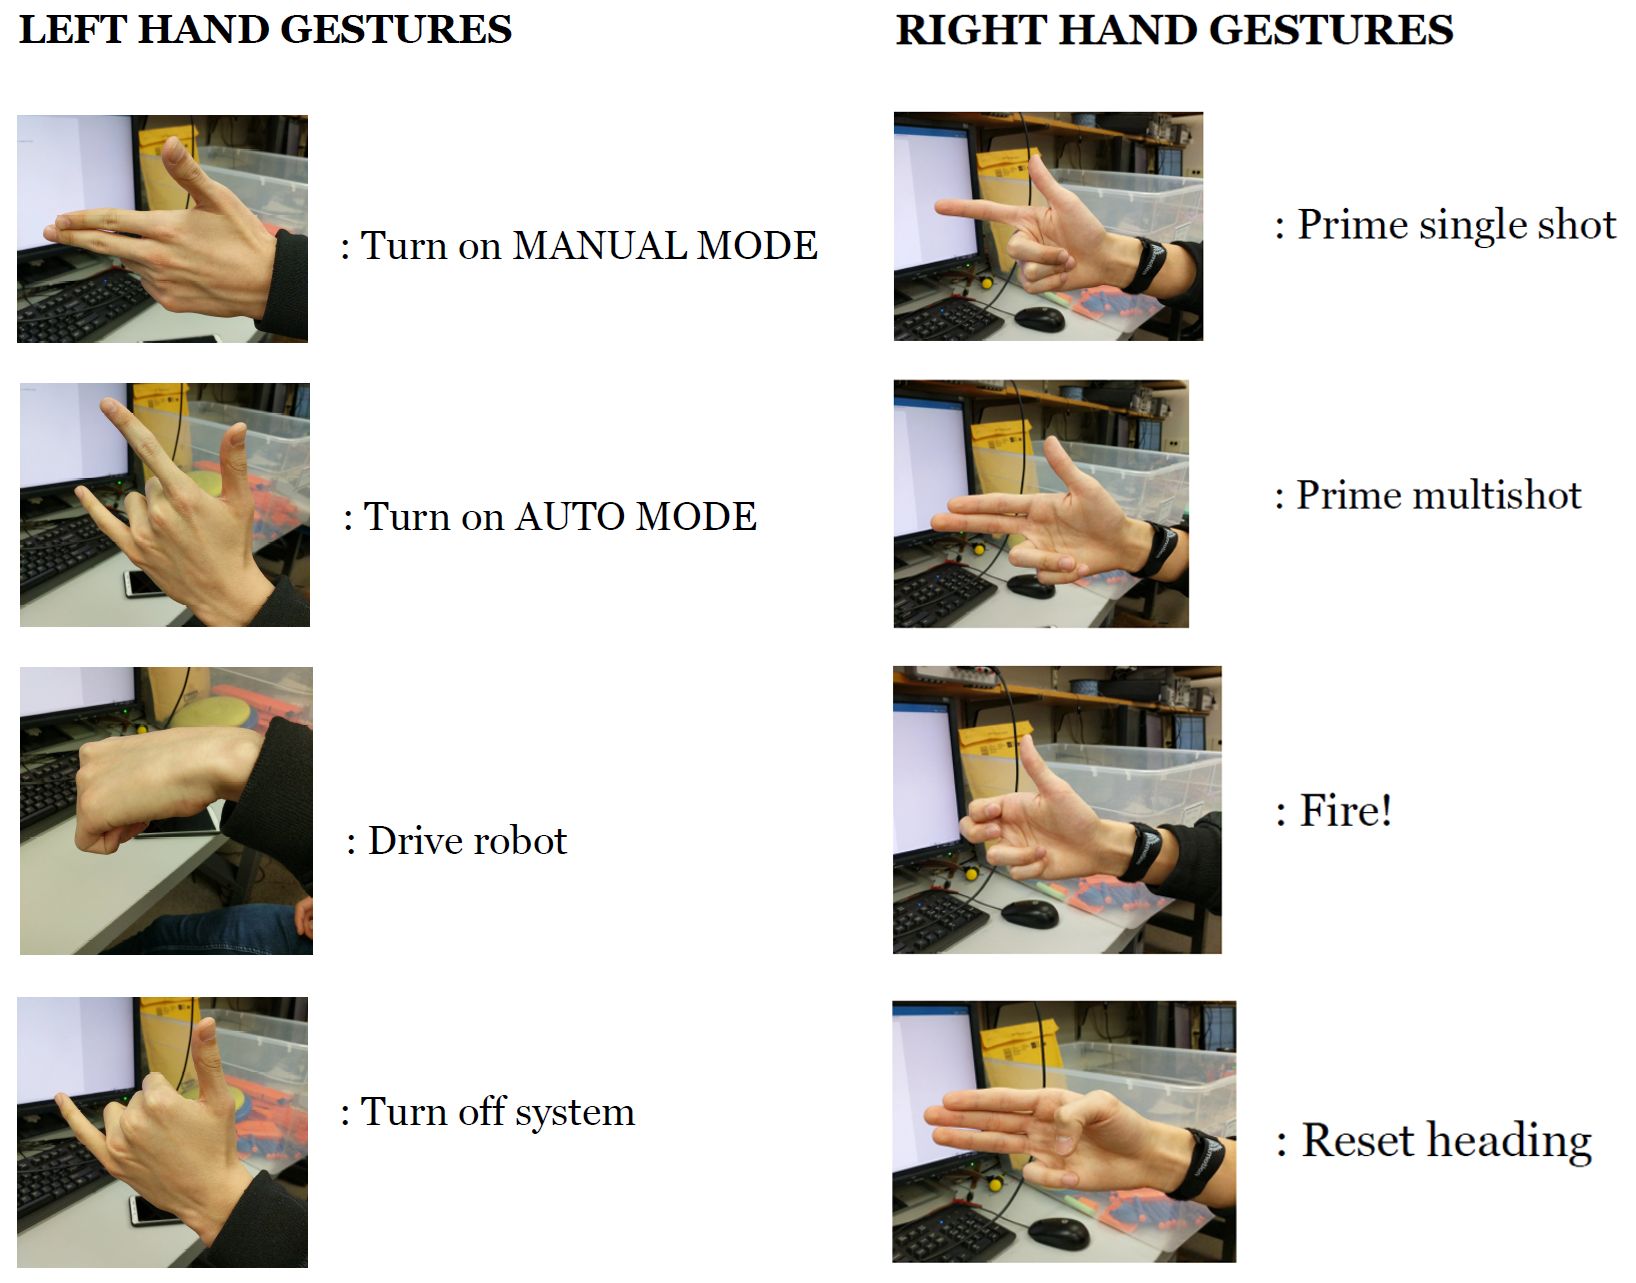 LEFT HAND GESTURES
: Turn on MANUAL MODE
: Turn on AUTO MODE
: Drive robot
: Turn off system
RIGHT HAND GESTURES
: Prime single shot
: Prime multishot
: Fire!
: Reset heading